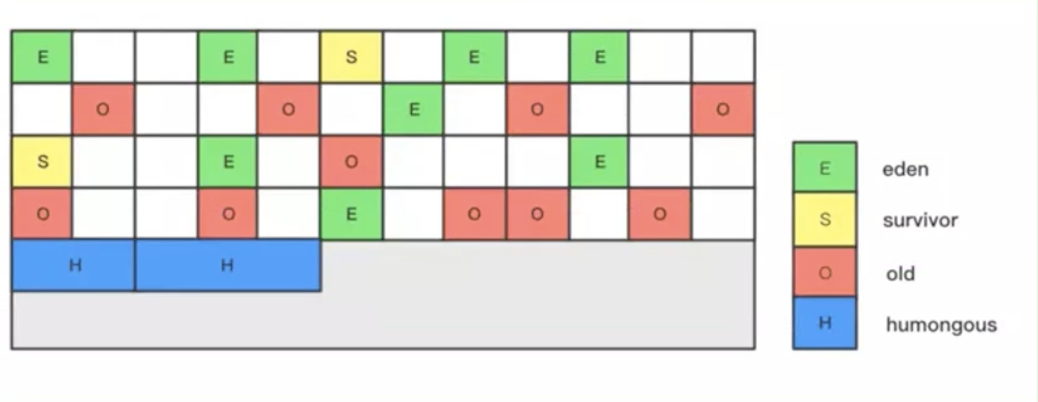 E E S E E
O O E O O
S E O E
O O E O O O
H H
E eden
S survivor
O old
H humongous